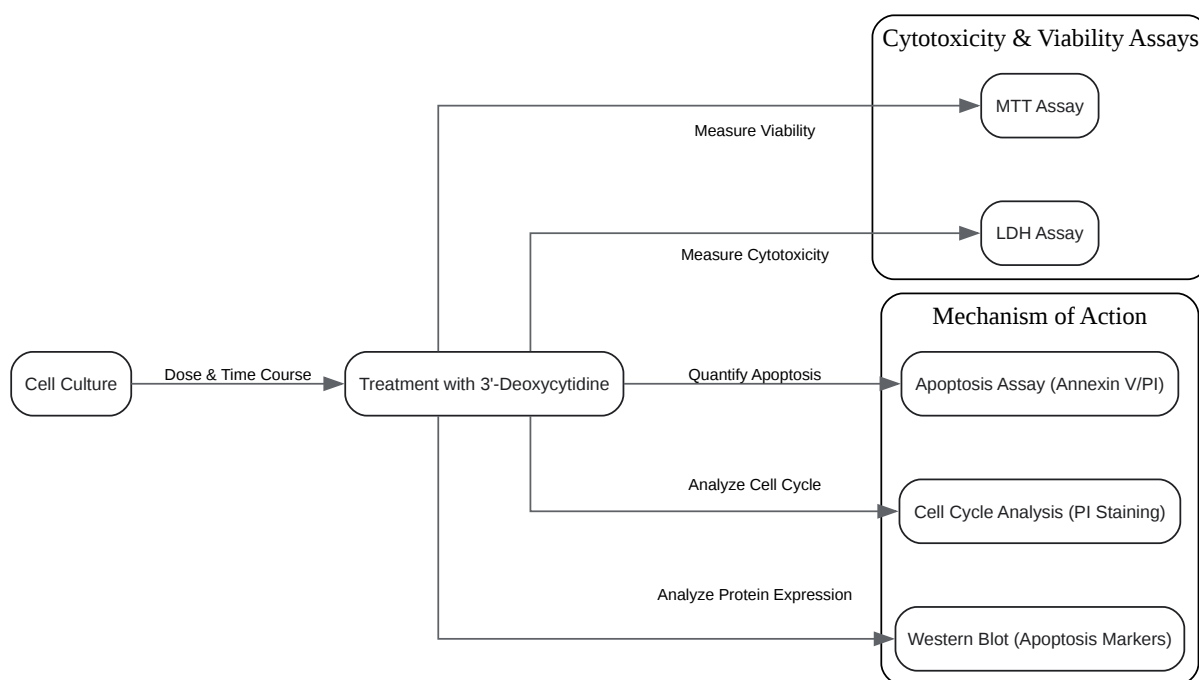 Cytotoxicity & Viability Assays
MTT Assay
Measure Viability
LDH Assay
Measure Cytotoxicity
Mechanism of Action
Cell Culture
Dose & Time Course
Treatment with 3'-Deoxycytidine
Quantify Apoptosis
Apoptosis Assay (Annexin V/PI)
Analyze Cell Cycle
Cell Cycle Analysis (PI Staining)
Analyze Protein Expression
Western Blot (Apoptosis Markers)